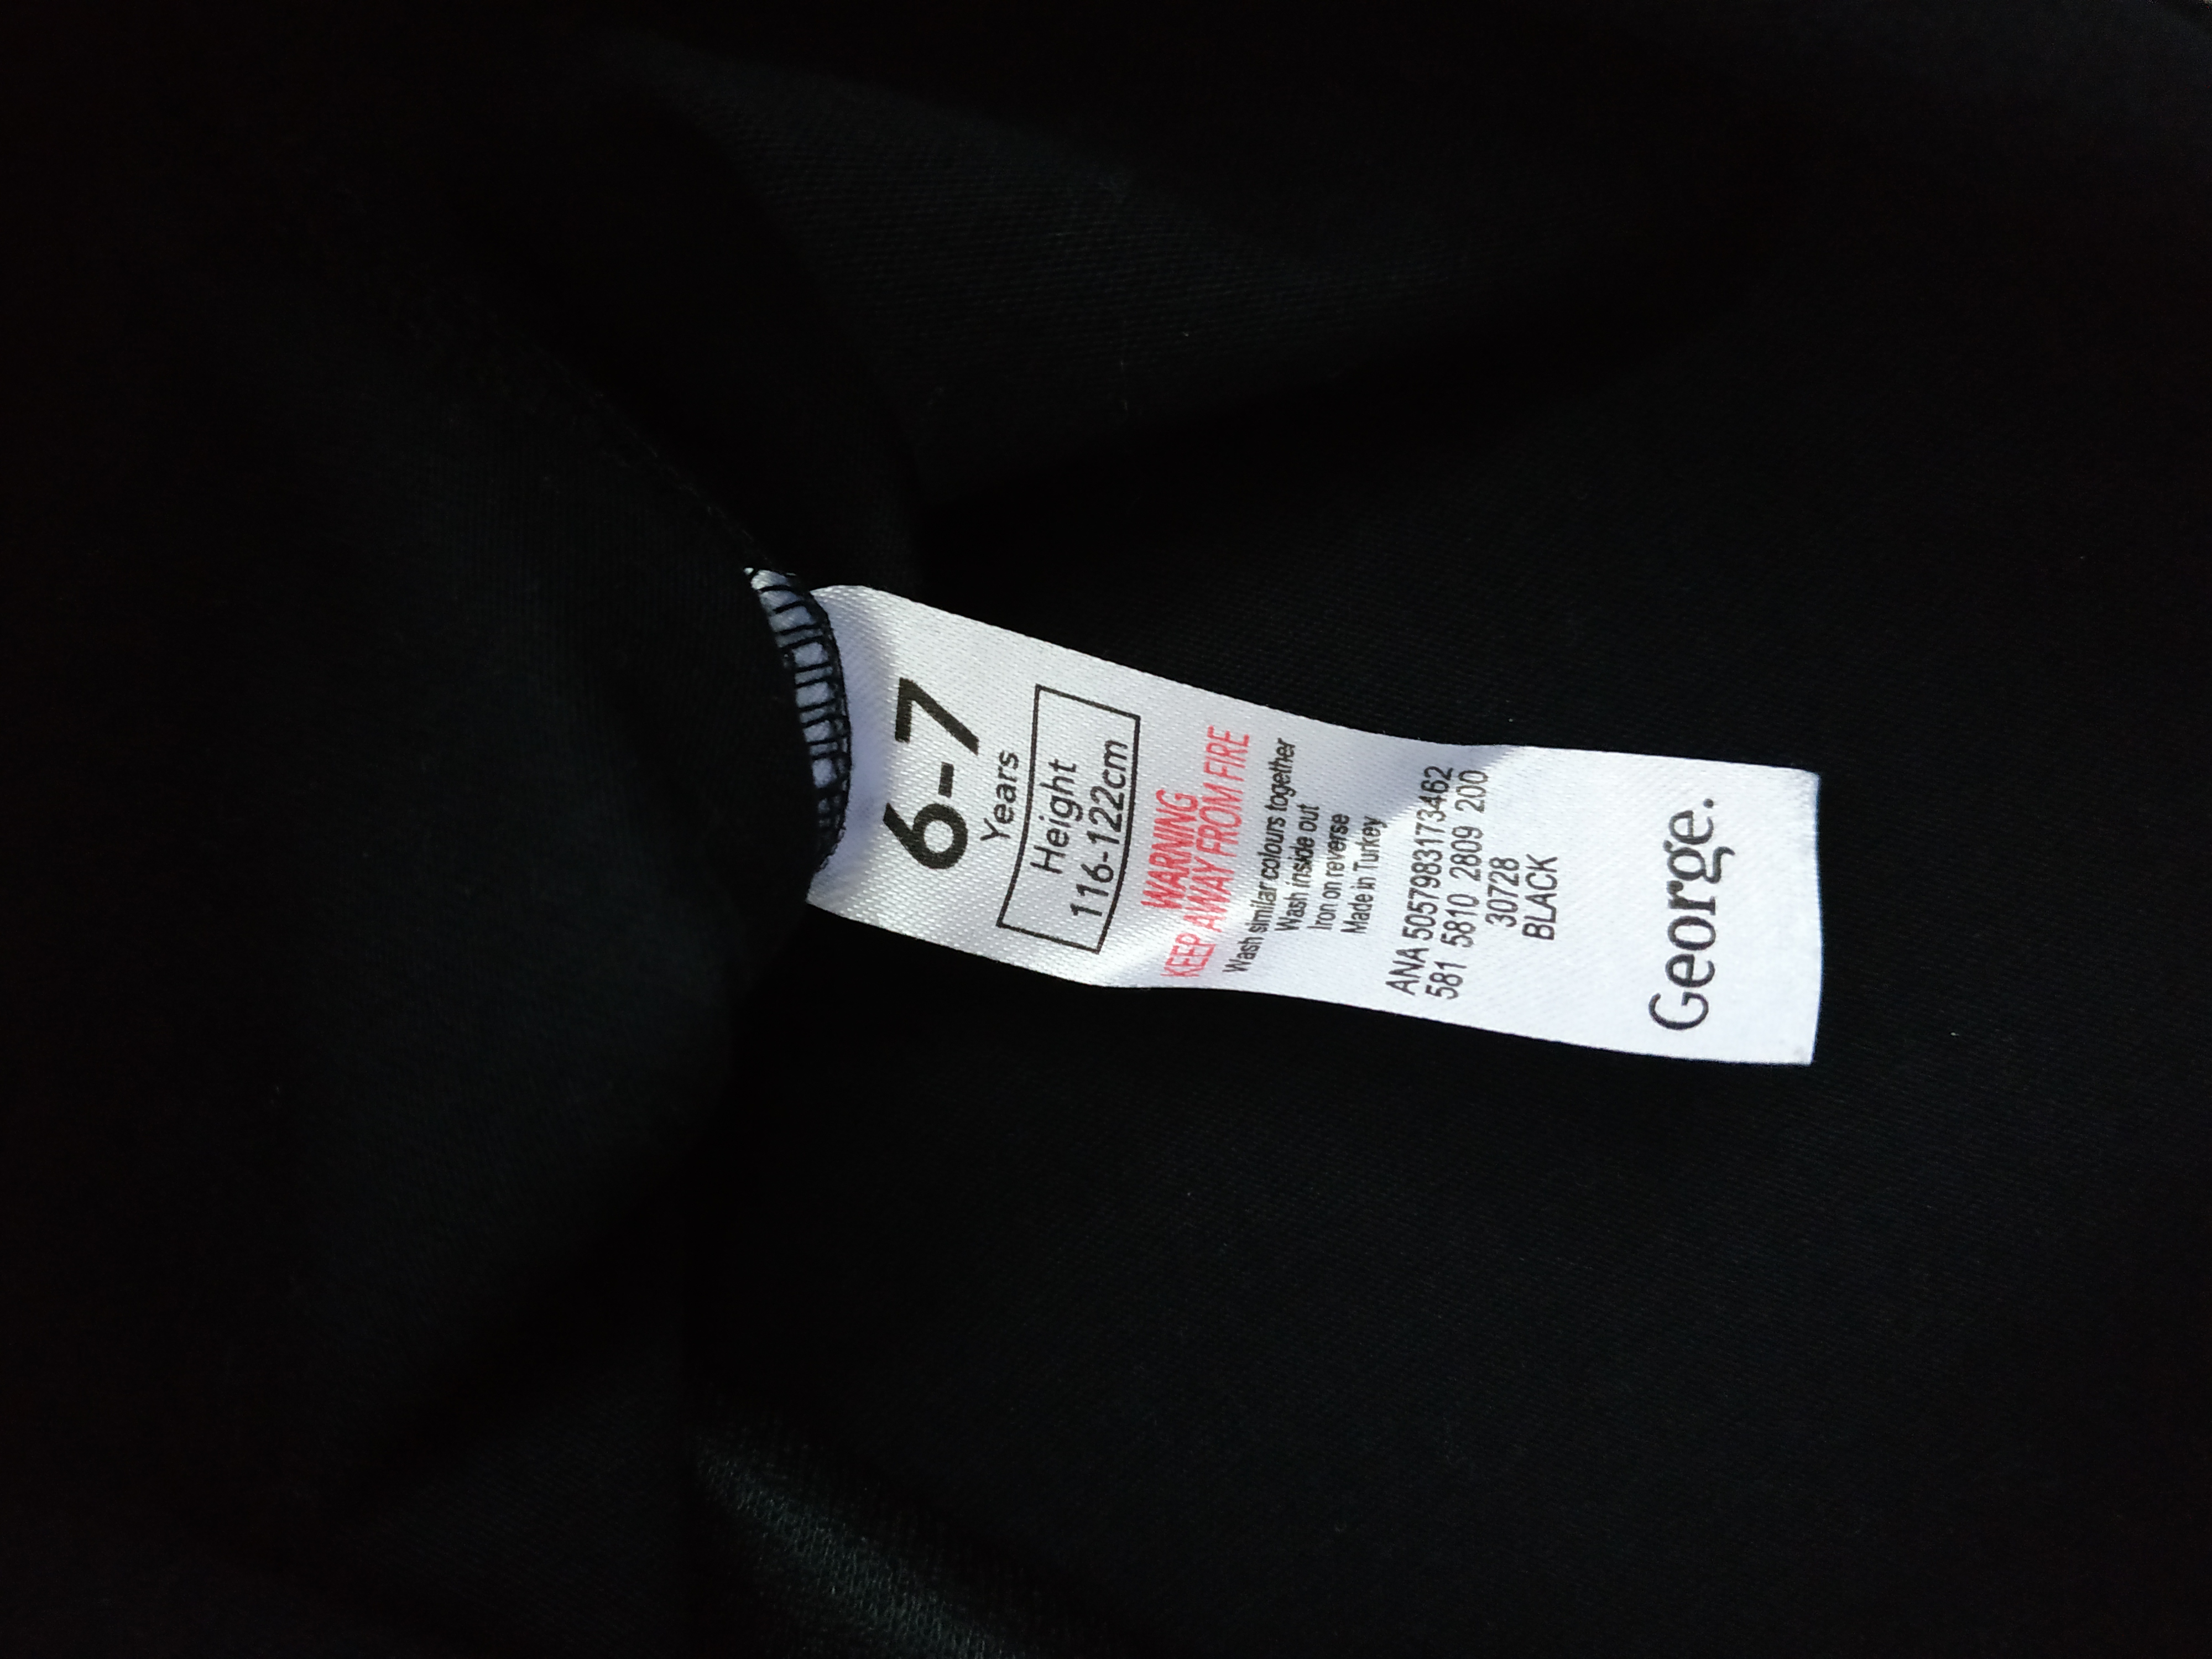 6-7
Years
Height
116-122cm
WARNING
KEEP AWAY FROM FIRE
Wash similar colours together
Wash inside out
Iron on reverse
Made in Turkey
ANA 5057983173462
581 5810 2809 200
30728
BLACK
George.